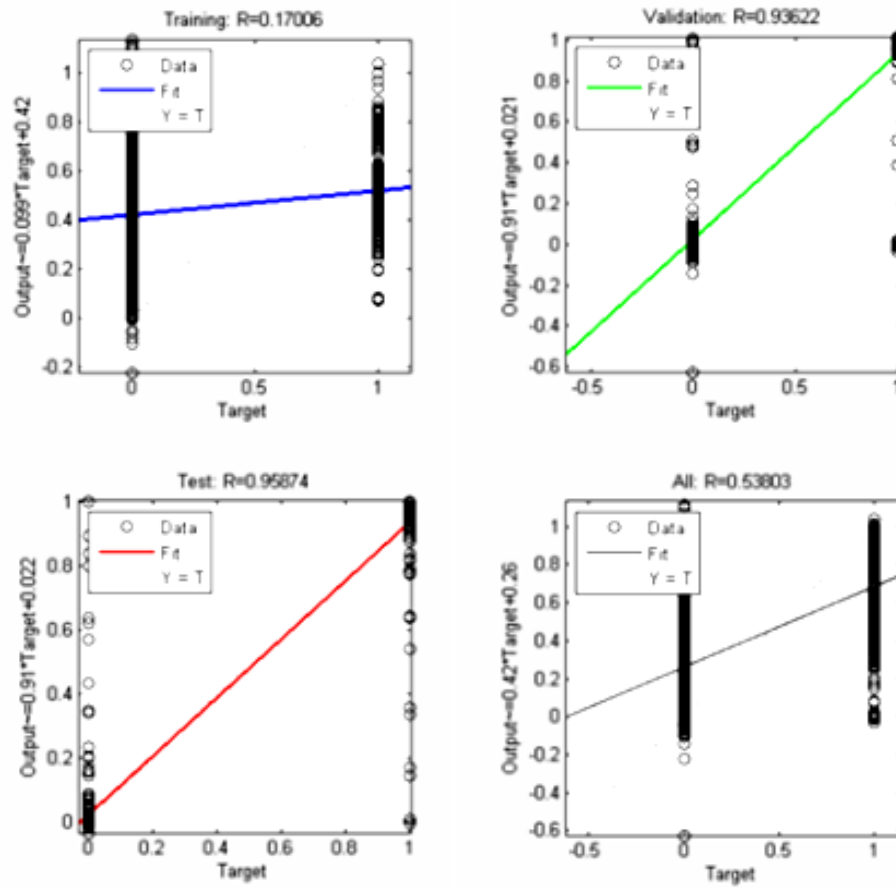 Training: R=0.17006
Output~=0.099*Target+0.42
Data
Fit
Y = T
1
0.8
0.6
0.4
0.2
0
-0.2
0
0.5
1
Target
Validation: R=0.93622
Output~=0.91*Target+0.021
Data
Fit
Y = T
1
0.8
0.6
0.4
0.2
0
-0.2
-0.4
-0.6
-0.5
0
0.5
1
Target
Test: R=0.95874
Output~=0.91*Target+0.022
Data
Fit
Y = T
1
0.8
0.6
0.4
0.2
0
0
0.2
0.4
0.6
0.8
1
Target
All: R=0.53803
Output~=0.42*Target+0.26
Data
Fit
Y = T
1
0.8
0.6
0.4
0.2
0
-0.2
-0.4
-0.6
-0.5
0
0.5
1
Target